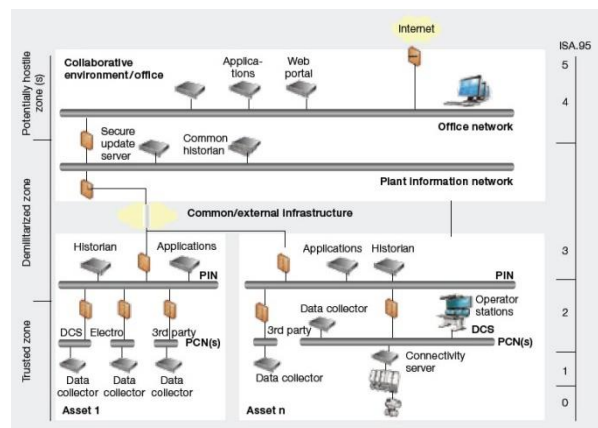 Internet
ISA.95
Potentially hostile
zone (s)
Collaborative
environment/office
Applica-
tions
Web
portal
5
4
Office network
Secure
update
server
Common
historian
Plant information network
Demilitarized zone
Common/external Infrastructure
Historian
Applications
PIN
Applications
Historian
PIN
3
Trusted zone
DCS
Electro
3rd party
PCN(s)
Data
collector
Data
collector
Data
collector
Asset 1
Data collector
3rd party
Operator
stations
DCS
PCN(s)
Data collector
Connectivity
server
Asset n
2
1
0